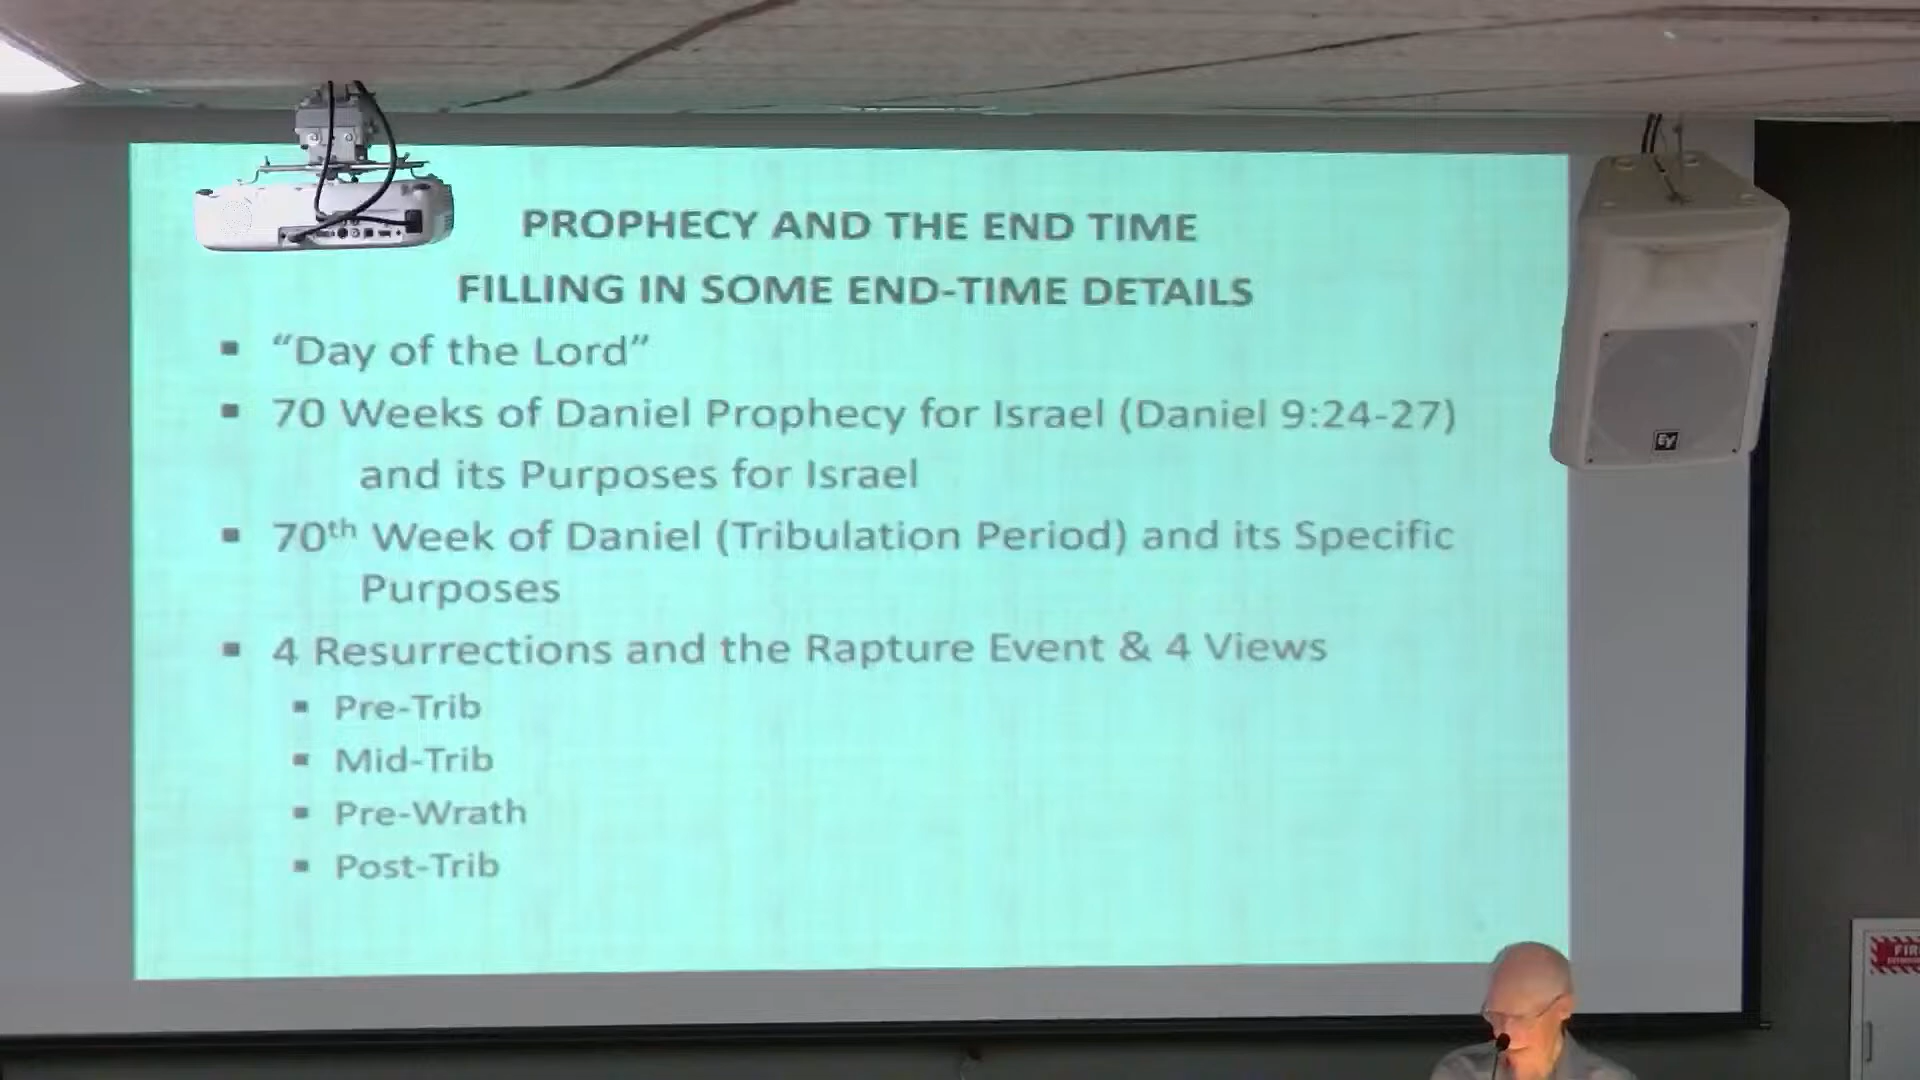 PROPHECY AND THE END TIME
FILLING IN SOME END-TIME DETAILS
▪ “Day of the Lord”
▪ 70 Weeks of Daniel Prophecy for Israel (Daniel 9:24-27)
and its Purposes for Israel
▪ 70th Week of Daniel (Tribulation Period) and its Specific
Purposes
▪ 4 Resurrections and the Rapture Event & 4 Views
▪ Pre-Trib
▪ Mid-Trib
▪ Pre-Wrath
▪ Post-Trib
EV
FIR